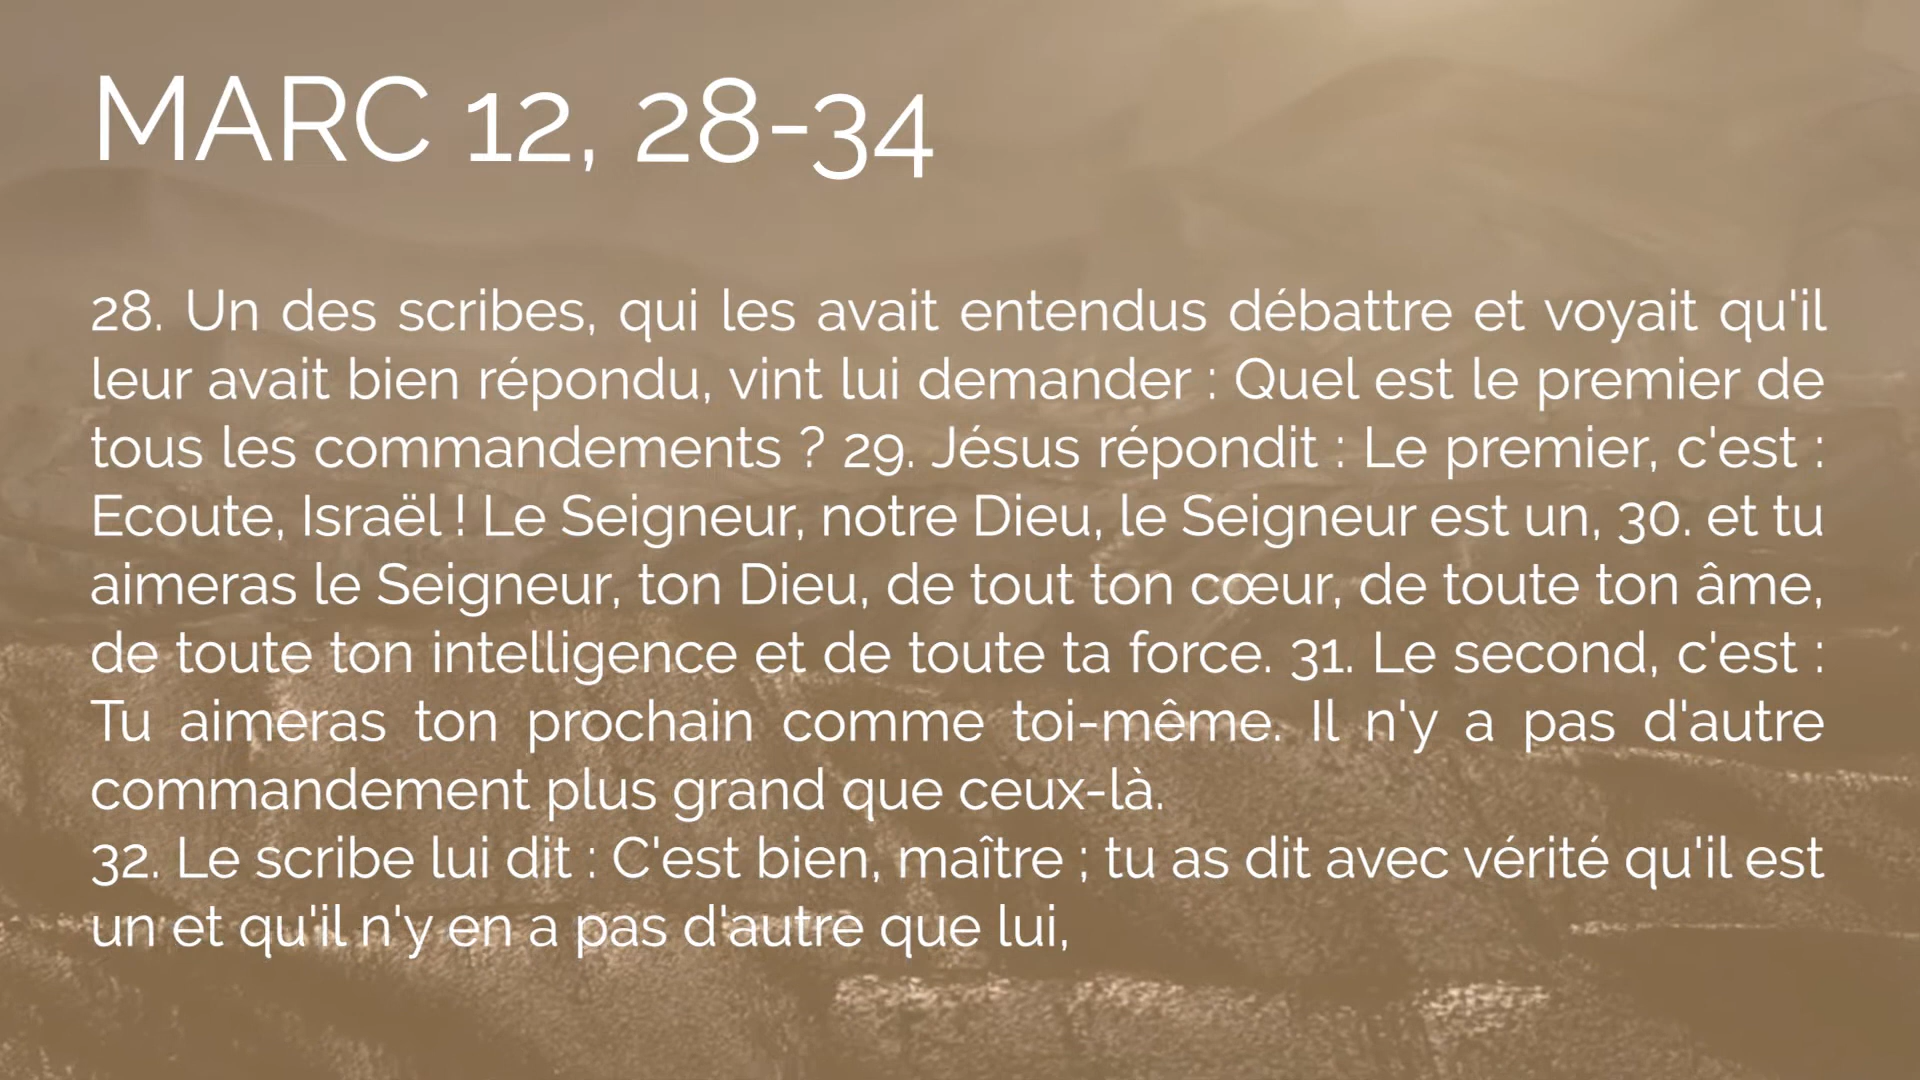 MARC 12, 28-34
28. Un des scribes, qui les avait entendus débattre et voyait qu'il
leur avait bien répondu, vint lui demander : Quel est le premier de
tous les commandements ? 29. Jésus répondit : Le premier, c'est :
Ecoute, Israël ! Le Seigneur, notre Dieu, le Seigneur est un, 30. et tu
aimeras le Seigneur, ton Dieu, de tout ton cœur, de toute ton âme,
de toute ton intelligence et de toute ta force. 31. Le second, c'est :
Tu aimeras ton prochain comme toi-même. Il n'y a pas d'autre
commandement plus grand que ceux-là.
32. Le scribe lui dit : C'est bien, maître ; tu as dit avec vérité qu'il est
un et qu'il n'y en a pas d'autre que lui,